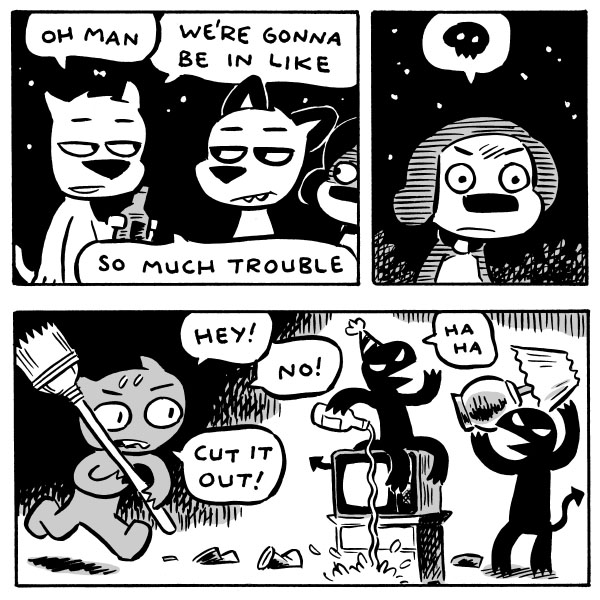 OH MAN
WE'RE GONNA
BE IN LIKE
SO MUCH TROUBLE
HEY!
NO!
CUT IT
OUT!
HA
HA